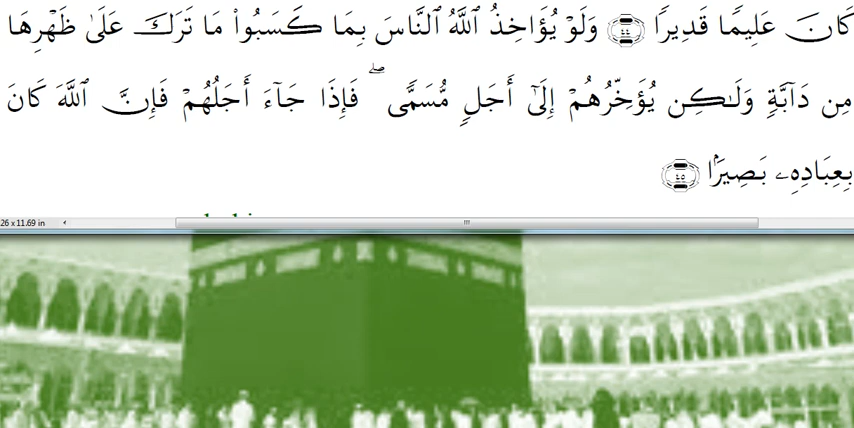 كَانَ عَلِيمًا قَدِيرًا ٤٤ وَلَوْ يُؤَاخِذُ ٱللَّهُ ٱلنَّاسَ بِمَا كَسَبُوا۟ مَا تَرَكَ عَلَىٰ ظَهْرِهَا
مِن دَآبَّةٍ وَلَـٰكِن يُؤَخِّرُهُمْ إِلَىٰٓ أَجَلٍ مُّسَمًّى ۖ فَإِذَا جَآءَ أَجَلُهُمْ فَإِنَّ ٱللَّهَ كَانَ
بِعِبَادِهِۦ بَصِيرًۢا ٤٥
26 x 11.69 in